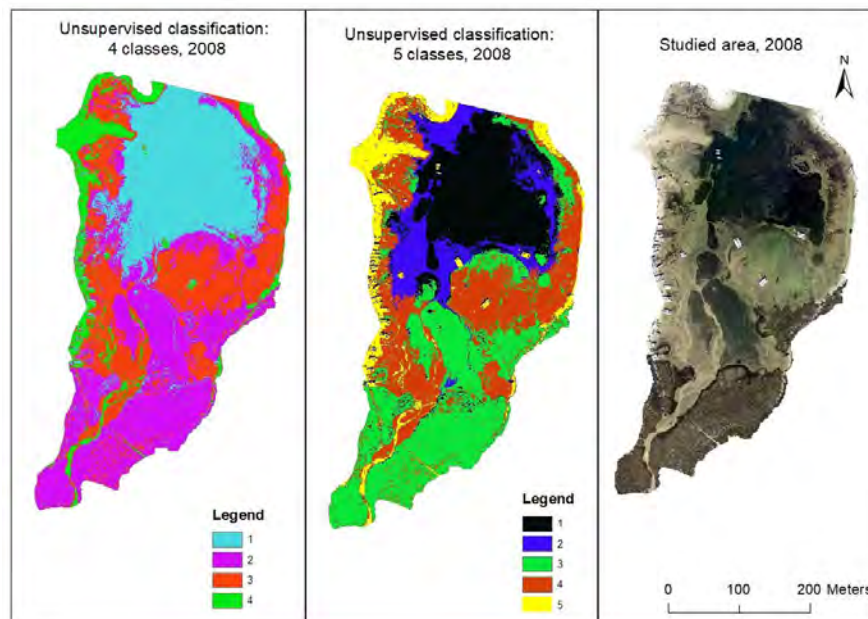 Unsupervised classification:
4 classes, 2008
Unsupervised classification:
5 classes, 2008
Studied area, 2008
N
Legend
1
2
3
4
Legend
1
2
3
4
5
0 100 200 Meters